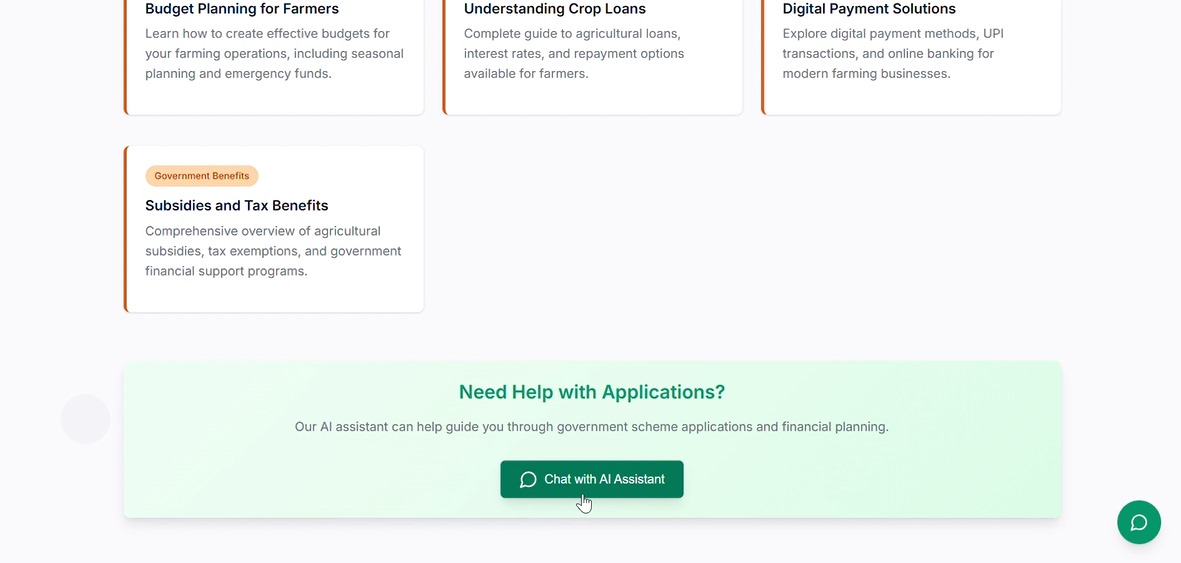 Budget Planning for Farmers
Learn how to create effective budgets for
your farming operations, including seasonal
planning and emergency funds.
Understanding Crop Loans
Complete guide to agricultural loans,
interest rates, and repayment options
available for farmers.
Digital Payment Solutions
Explore digital payment methods, UPI
transactions, and online banking for
modern farming businesses.
Government Benefits
Subsidies and Tax Benefits
Comprehensive overview of agricultural
subsidies, tax exemptions, and government
financial support programs.
Need Help with Applications?
Our AI assistant can help guide you through government scheme applications and financial planning.
Chat with AI Assistant